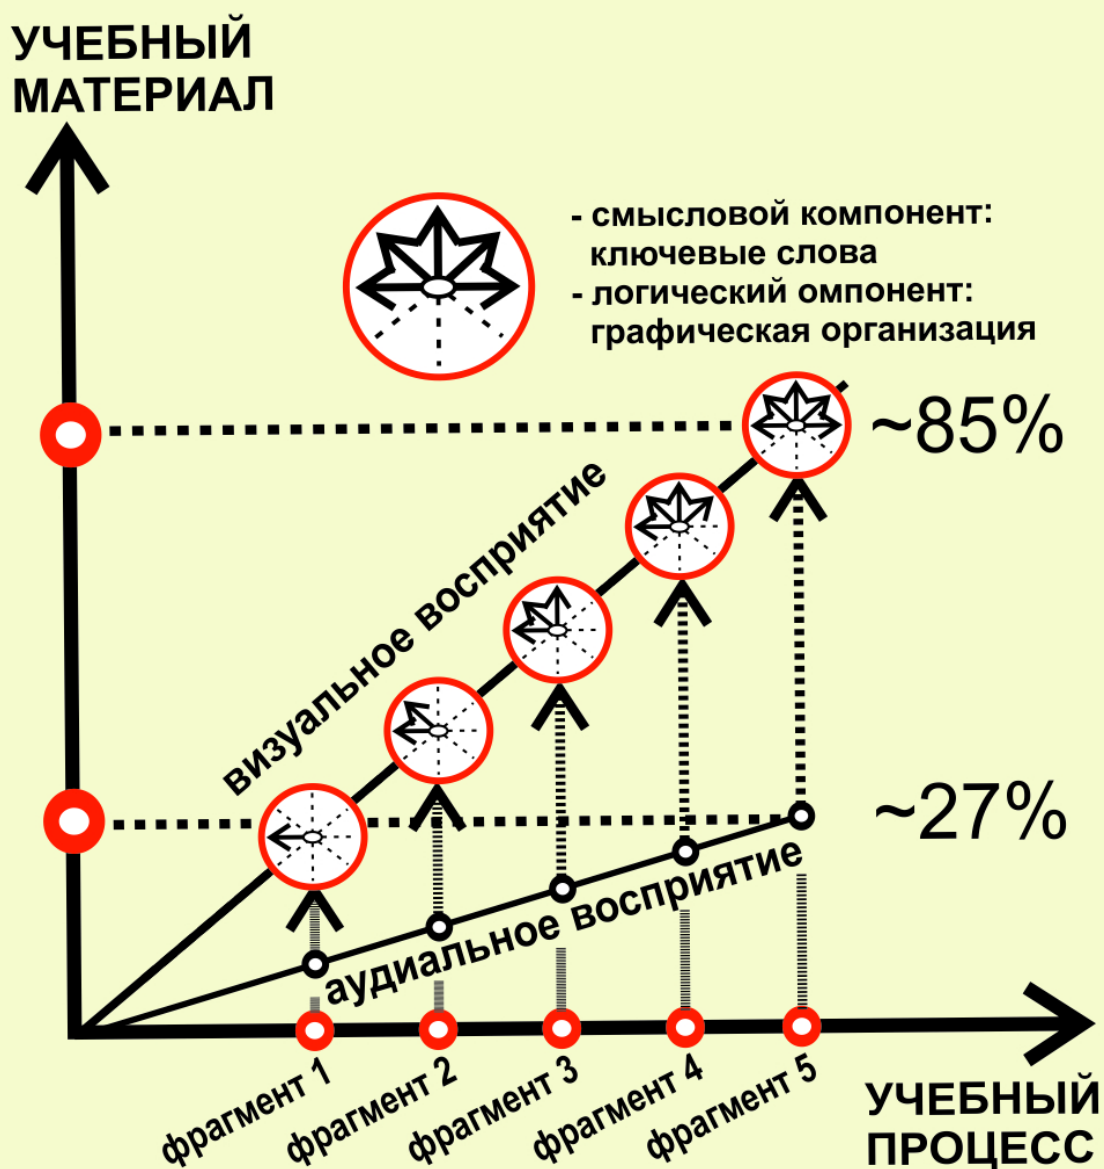 УЧЕБНЫЙ
МАТЕРИАЛ
- смысловой компонент:
ключевые слова
- логический омпонент:
графическая организация
~85%
визуальное восприятие
~27%
аудиальное восприятие
фрагмент 1
фрагмент 2
фрагмент 3
фрагмент 4
фрагмент 5
УЧЕБНЫЙ
ПРОЦЕСС